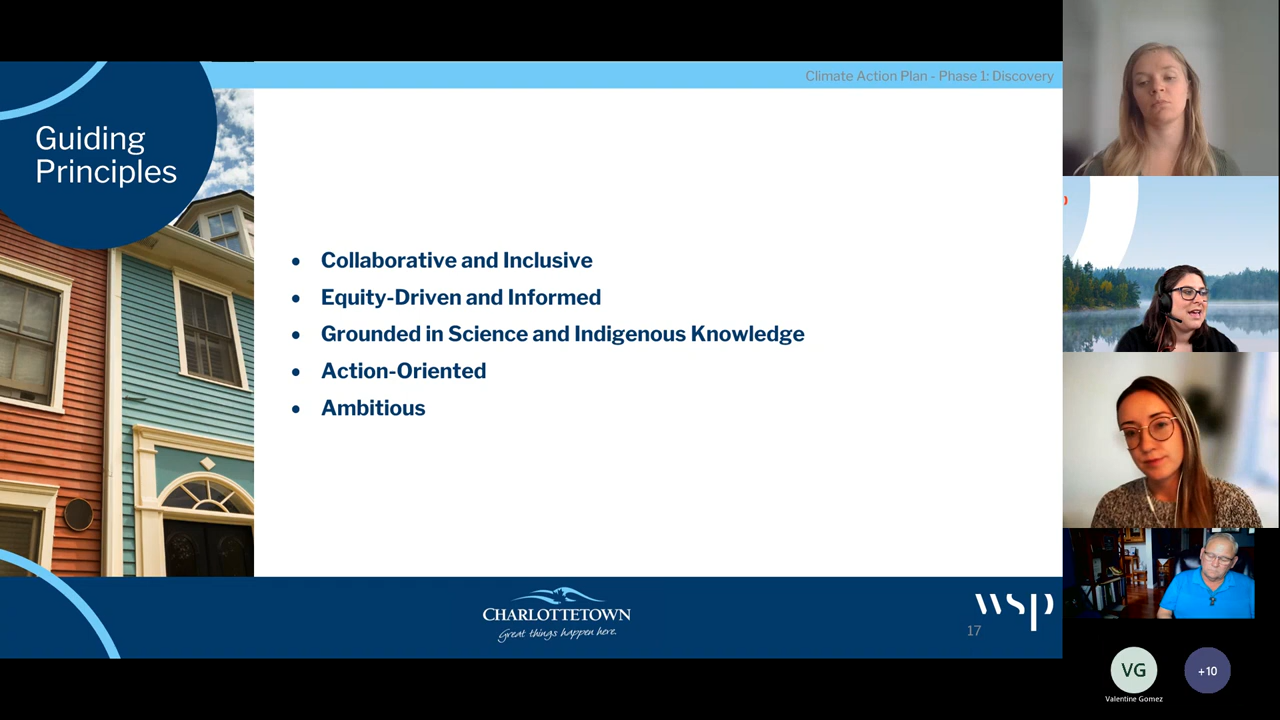 Climate Action Plan - Phase 1: Discovery
Guiding
Principles
• Collaborative and Inclusive
• Equity-Driven and Informed
• Grounded in Science and Indigenous Knowledge
• Action-Oriented
• Ambitious
CHARLOTTETOWN
Great things happen here.
wsp
17
VG
+10
Valentine Gomez